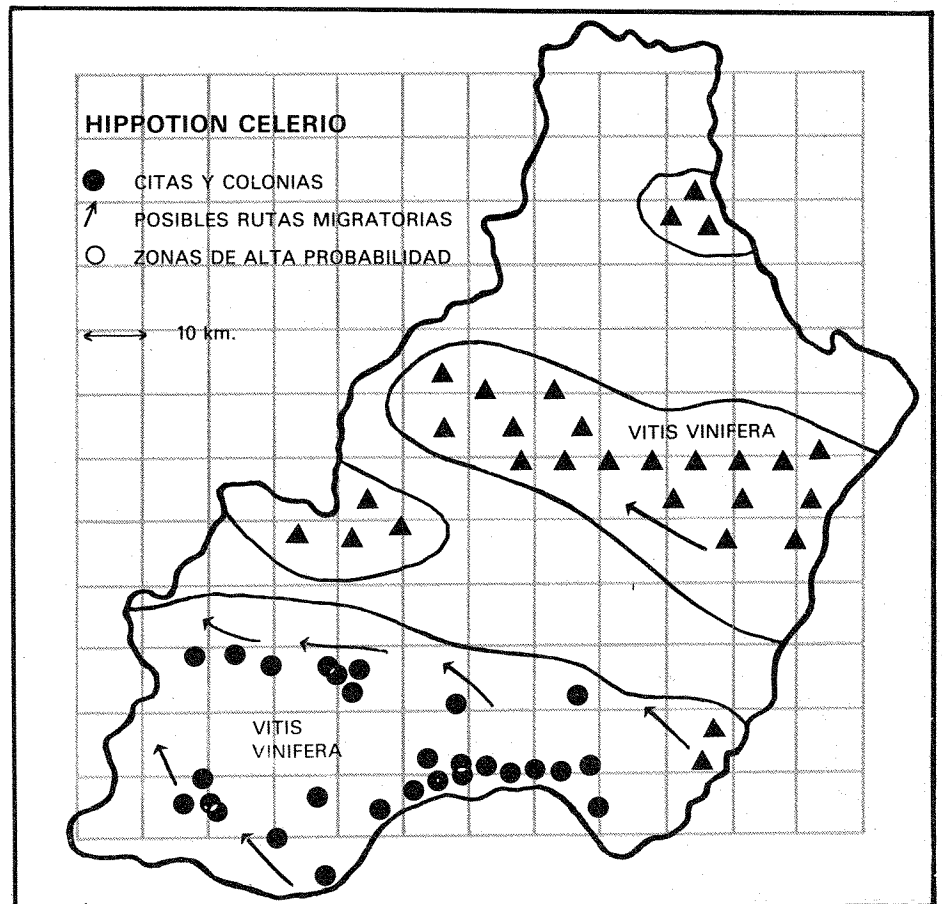 HIPPOTION CELERIO
CITAS Y COLONIAS
POSIBLES RUTAS MIGRATORIAS
ZONAS DE ALTA PROBABILIDAD
10 km.
VITIS VINIFERA
VITIS
VINIFERA